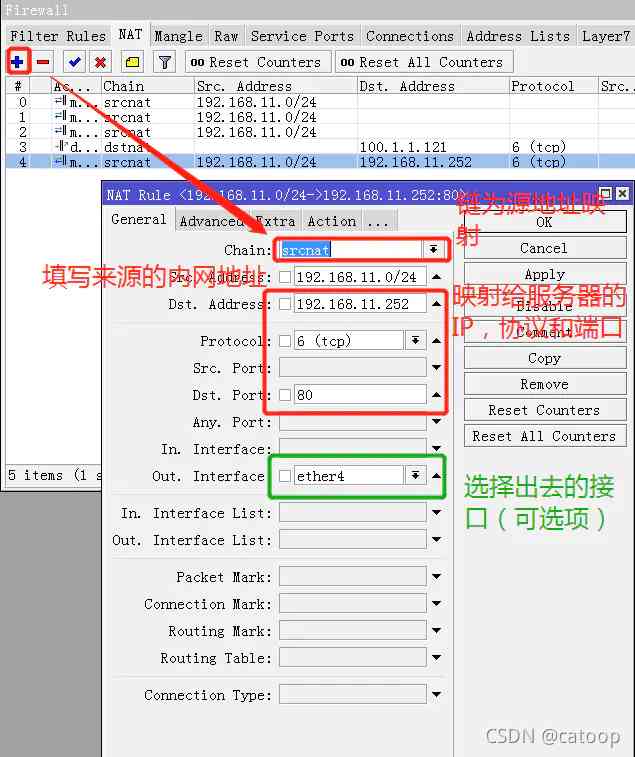 Firewall
Filter Rules NAT Mangle Raw Service Ports Connections Address Lists Layer7
00 Reset Counters 00 Reset All Counters
# Ac... Chain Src. Address Dst. Address Protocol Src..
0 m... srcnat 192.168.11.0/24
1 m... srcnat 192.168.11.0/24
2 m... srcnat 192.168.11.0/24
3 d... dstnat 100.1.1.121 6 (tcp)
4 m... srcnat 192.168.11.0/24 192.168.11.252 6 (tcp)
NAT Rule <192.168.11.0/24->192.168.11.252:80>
General Advanced Extra Action ...
链为源地址映射
OK
Chain: srcnat
Cancel
填写来源的内网地址
Src. Address: 192.168.11.0/24
Apply
Dst. Address: 192.168.11.252
Disable
映射给服务器的
IP，协议和端口
Protocol: 6 (tcp)
Comment
Src. Port:
Copy
Dst. Port: 80
Remove
Any. Port:
Reset Counters
In. Interface:
Reset All Counters
5 items (1 s
Out. Interface: ether4
选择出去的接
口（可选项）
In. Interface List:
Out. Interface List:
Packet Mark:
Connection Mark:
Routing Mark:
Routing Table:
Connection Type:
CSDN @catoop